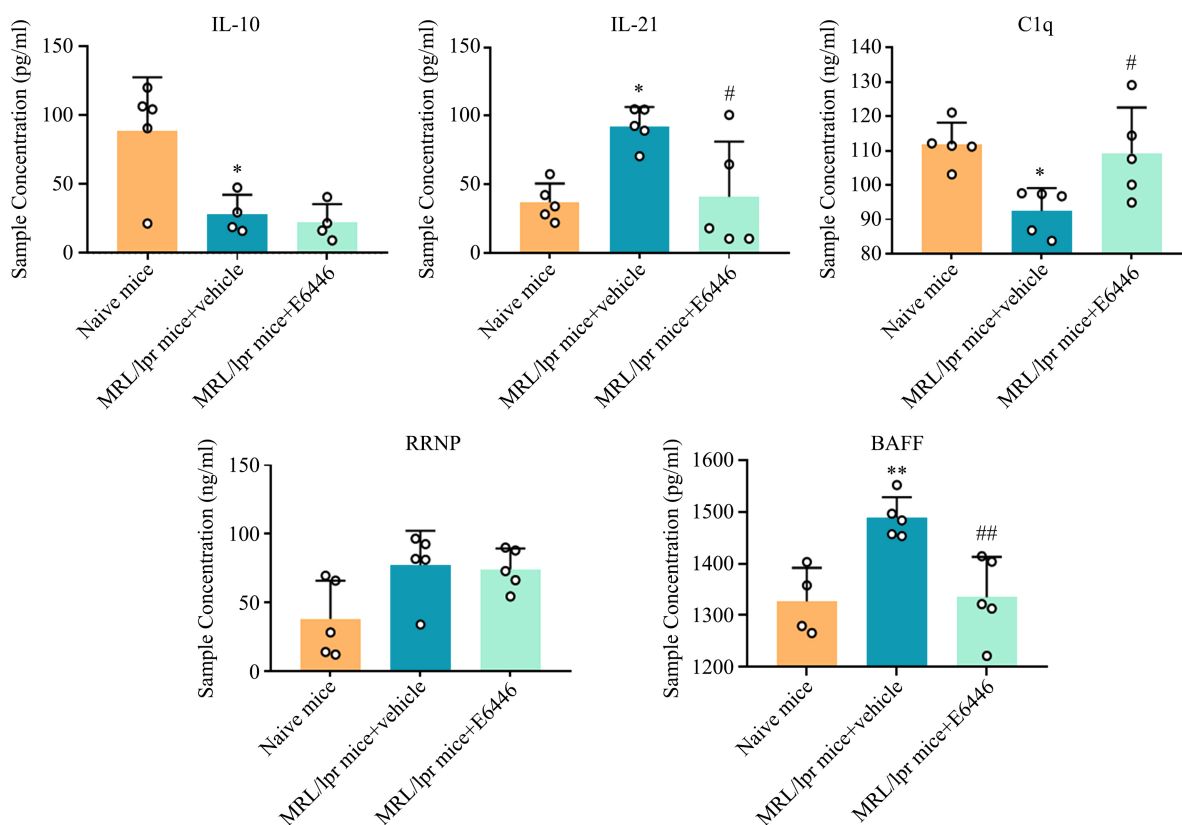 IL-10
Sample Concentration (pg/ml)
150
100
50
0
*
Naive mice
MRL/lpr mice+vehicle
MRL/lpr mice+E6446
IL-21
Sample Concentration (pg/ml)
150
100
50
0
*
#
Naive mice
MRL/lpr mice+vehicle
MRL/lpr mice+E6446
C1q
Sample Concentration (ng/ml)
140
130
120
110
100
90
80
*
#
Naive mice
MRL/lpr mice+vehicle
MRL/lpr mice+E6446
RRNP
Sample Concentration (ng/ml)
150
100
50
0
Naive mice
MRL/lpr mice+vehicle
MRL/lpr mice+E6446
BAFF
Sample Concentration (pg/ml)
1600
1500
1400
1300
1200
**
##
Naive mice
MRL/lpr mice+vehicle
MRL/lpr mice+E6446